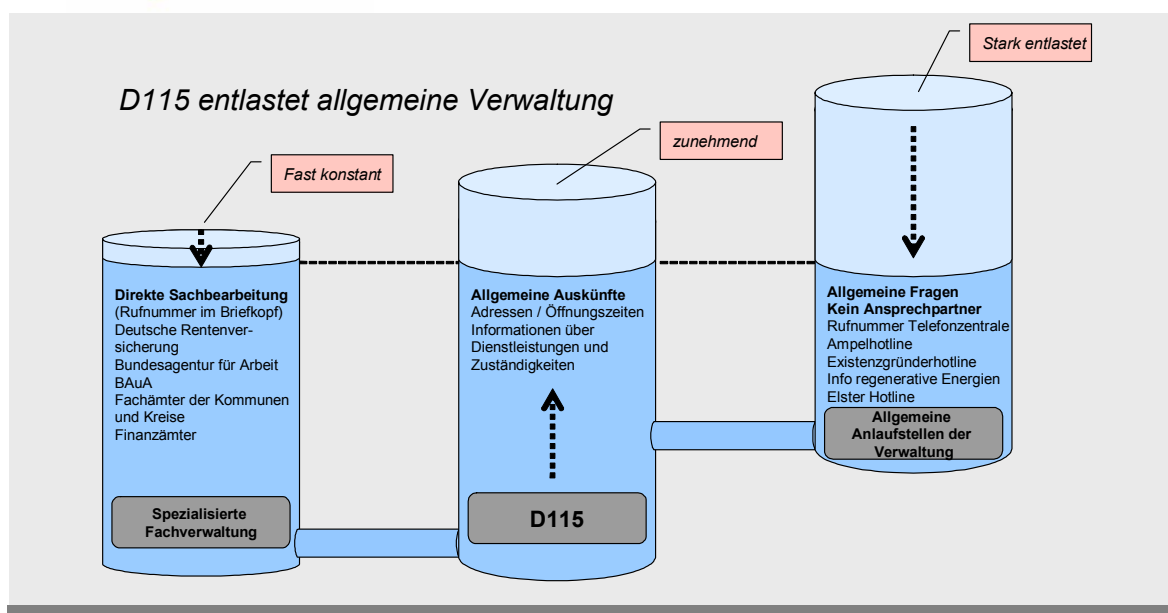 Stark entlastet
D115 entlastet allgemeine Verwaltung
zunehmend
Fast konstant
Direkte Sachbearbeitung
(Rufnummer im Briefkopf)
Deutsche Rentenver-
sicherung
Bundesagentur für Arbeit
BAuA
Fachämter der Kommunen
und Kreise
Finanzämter
Spezialisierte
Fachverwaltung
Allgemeine Auskünfte
Adressen / Öffnungszeiten
Informationen über
Dienstleistungen und
Zuständigkeiten
D115
Allgemeine Fragen
Kein Ansprechpartner
Rufnummer Telefonzentrale
Ampelhotline
Existenzgründerhotline
Info regenerative Energien
Elster Hotline
Allgemeine
Anlaufstellen der
Verwaltung